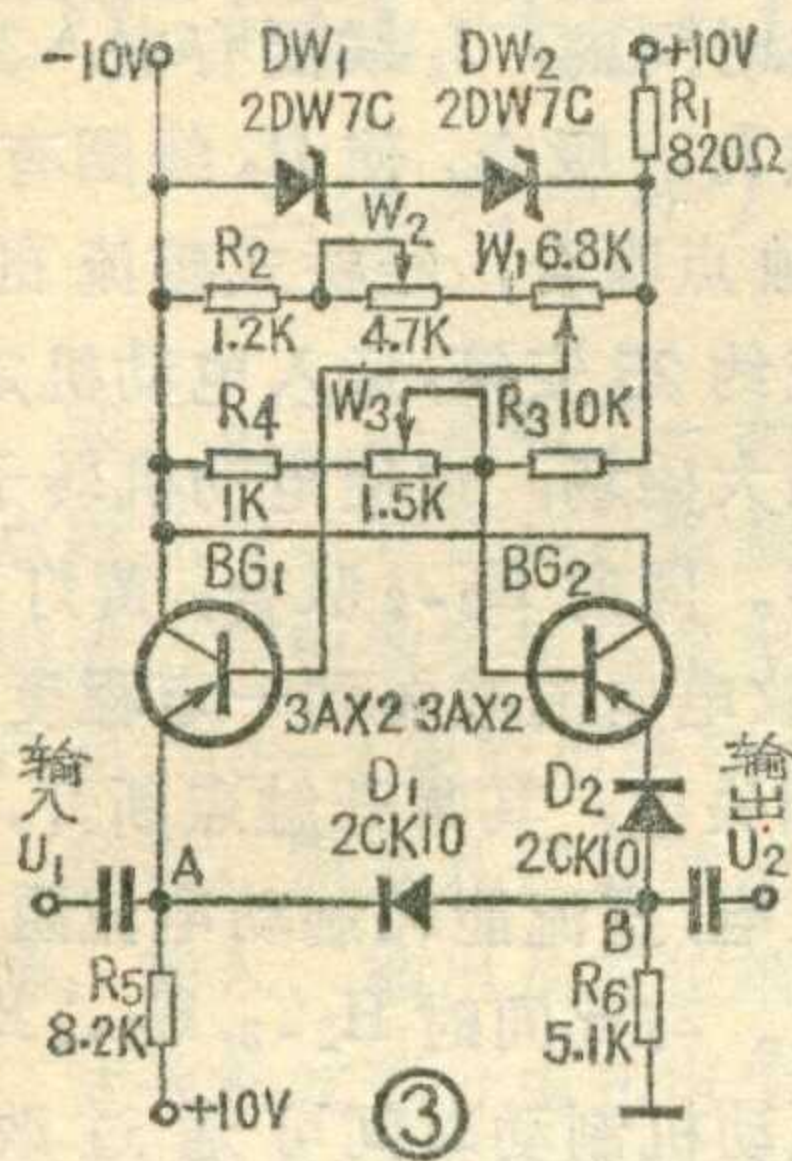 -10V DW₁ DW₂ +10V
2DW7C 2DW7C R₁
820Ω
W₂
R₂ W₁ 6.8K
1.2K 4.7K
R₄ W₃ R₃ 10K
1K 1.5K
BG₁ BG₂
3AX2 3AX2
输入 D₁ D₂ 输出
U₁ 2CK10 2CK10 U₂
A
B
R₅ R₆
8.2K 5.1K
+10V ③